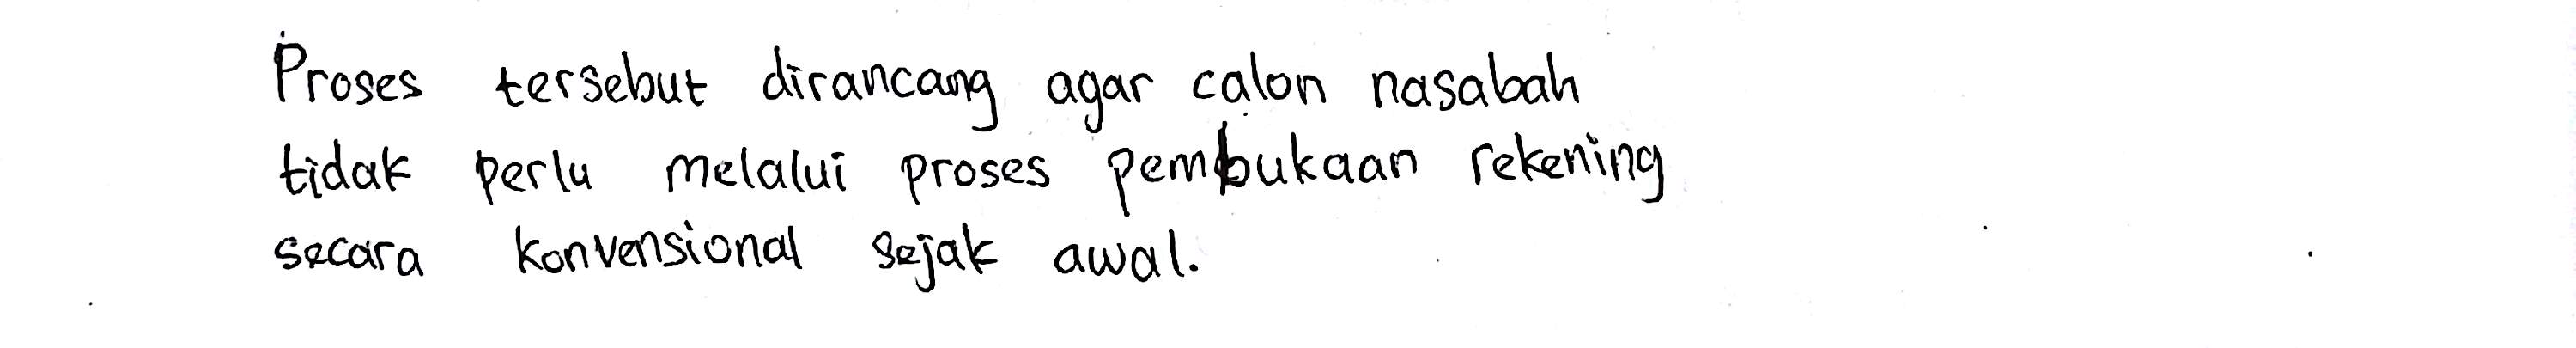 Proses tersebut dirancang agar calon nasabah
tidak perlu melalui proses pembukaan rekening
secara konvensional sejak awal.